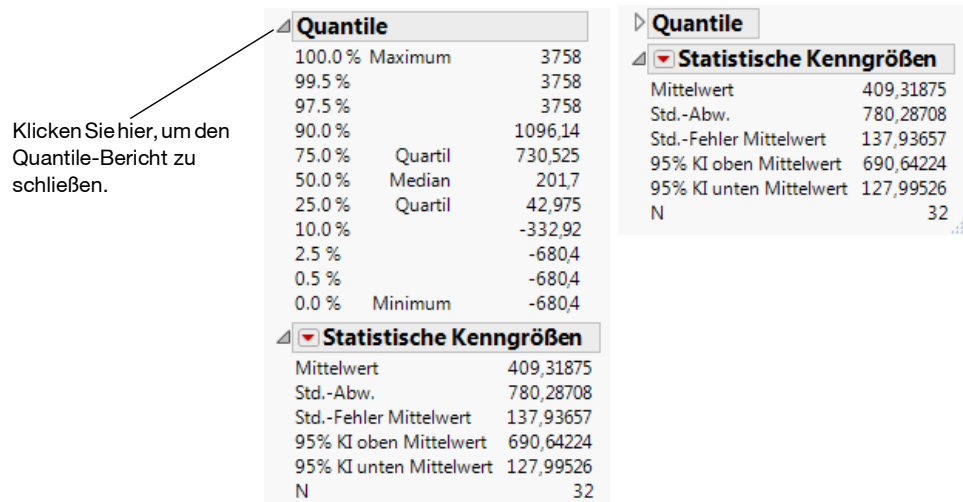 Klicken Sie hier, um den
Quantile-Bericht zu
schließen.
Quantile
100.0 % Maximum 3758
99.5 % 3758
97.5 % 3758
90.0 % 1096,14
75.0 % Quartil 730,525
50.0 % Median 201,7
25.0 % Quartil 42,975
10.0 % -332,92
2.5 % -680,4
0.5 % -680,4
0.0 % Minimum -680,4
Statistische Kenngrößen
Mittelwert 409,31875
Std.-Abw. 780,28708
Std.-Fehler Mittelwert 137,93657
95% KI oben Mittelwert 690,64224
95% KI unten Mittelwert 127,99526
N 32
Quantile
Statistische Kenngrößen
Mittelwert 409,31875
Std.-Abw. 780,28708
Std.-Fehler Mittelwert 137,93657
95% KI oben Mittelwert 690,64224
95% KI unten Mittelwert 127,99526
N 32